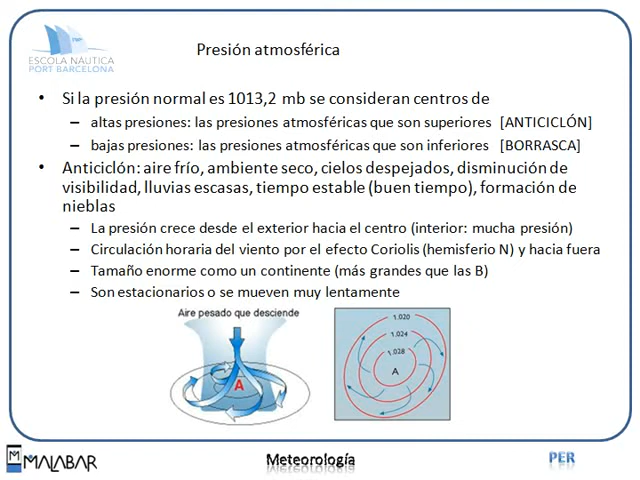 ESCOLA NÁUTICA
PORT BARCELONA
Presión atmosférica
• Si la presión normal es 1013,2 mb se consideran centros de
– altas presiones: las presiones atmosféricas que son superiores [ANTICICLÓN]
– bajas presiones: las presiones atmosféricas que son inferiores [BORRASCA]
• Anticiclón: aire frío, ambiente seco, cielos despejados, disminución de
visibilidad, lluvias escasas, tiempo estable (buen tiempo), formación de
nieblas
– La presión crece desde el exterior hacia el centro (interior: mucha presión)
– Circulación horaria del viento por el efecto Coriolis (hemisferio N) y hacia fuera
– Tamaño enorme como un continente (más grandes que las B)
– Son estacionarios o se mueven muy lentamente
Aire pesado que desciende
A
1.020
1.024
1.028
A
MALABAR
Meteorología
PER